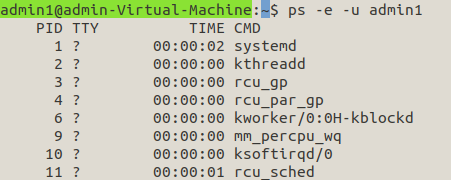 admin1@admin-Virtual-Machine:~$ ps -e -u admin1
PID TTY TIME CMD
1 ? 00:00:02 systemd
2 ? 00:00:00 kthreadd
3 ? 00:00:00 rcu_gp
4 ? 00:00:00 rcu_par_gp
6 ? 00:00:00 kworker/0:0H-kblockd
9 ? 00:00:00 mm_percpu_wq
10 ? 00:00:00 ksoftirqd/0
11 ? 00:00:01 rcu_sched